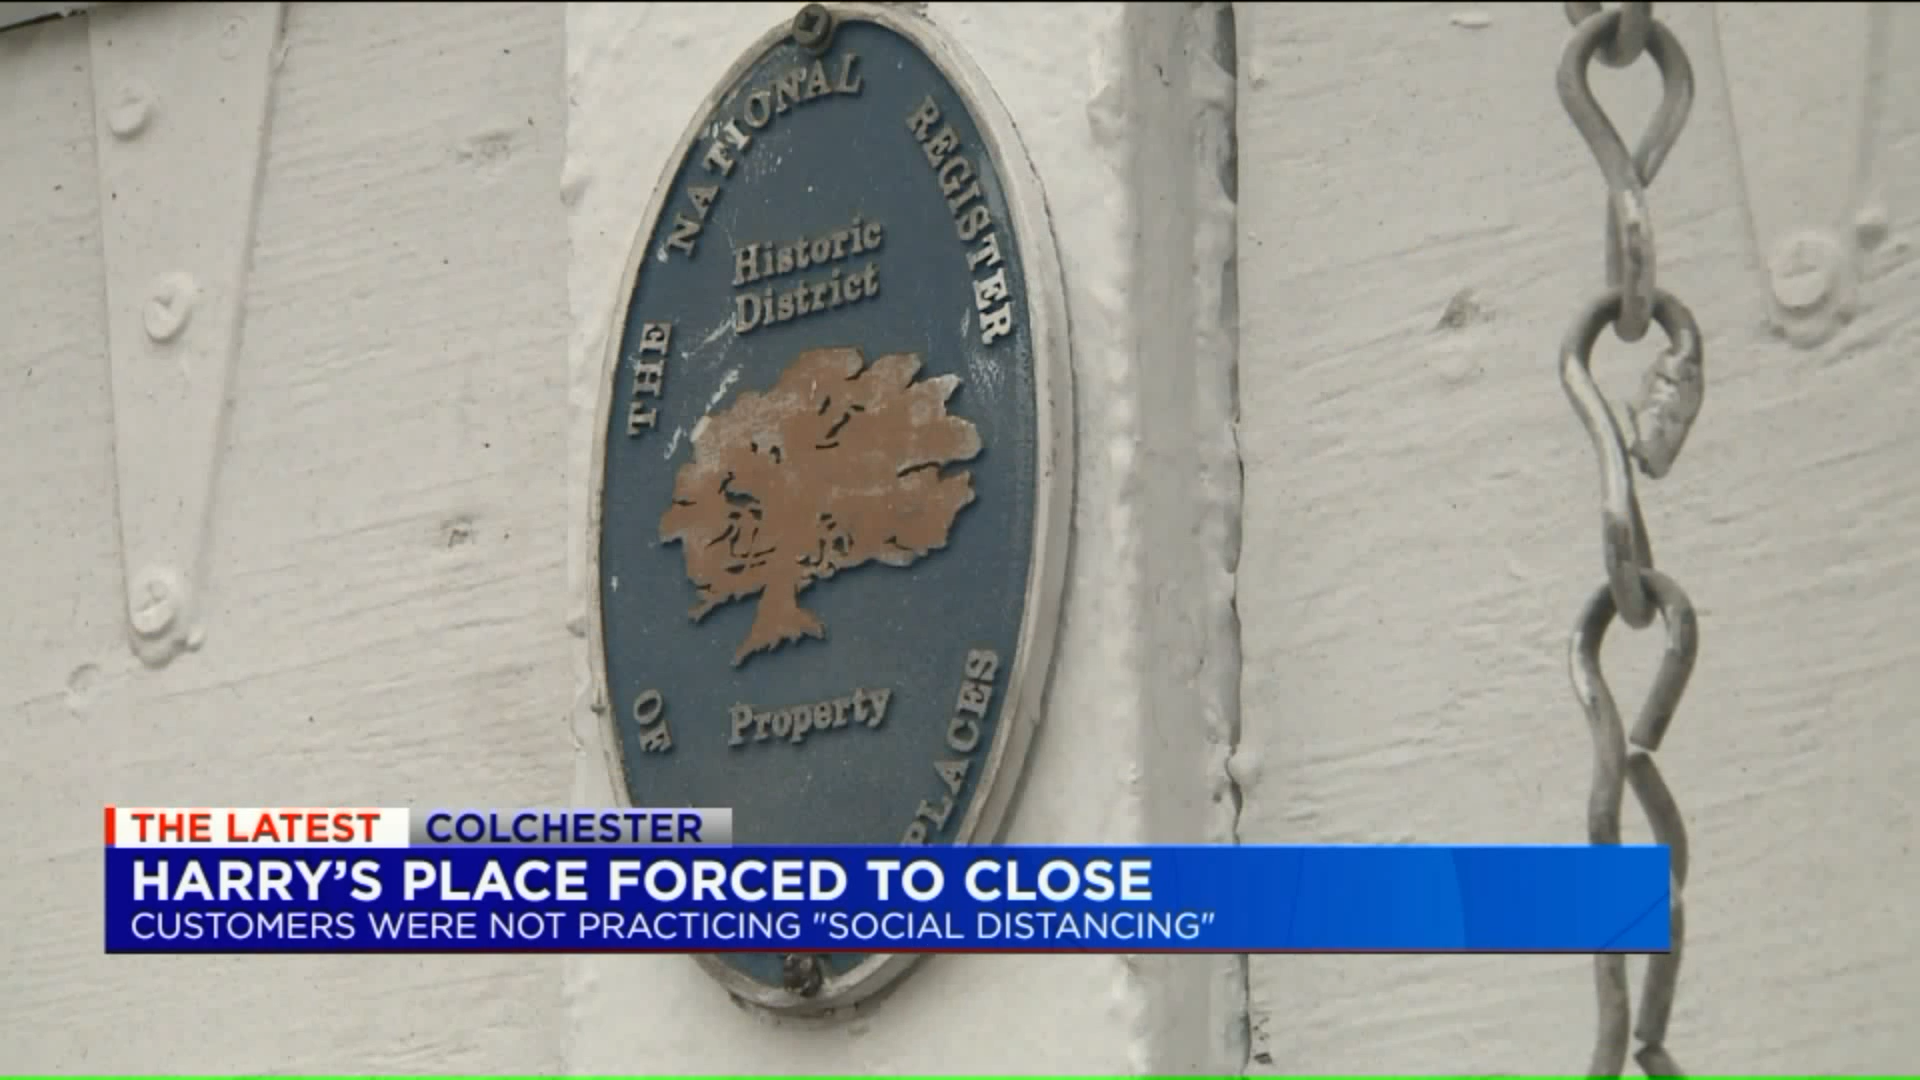 THE NATIONAL REGISTER
Historic
District
Property
OF PLACES
THE LATEST COLCHESTER
HARRY'S PLACE FORCED TO CLOSE
CUSTOMERS WERE NOT PRACTICING "SOCIAL DISTANCING"